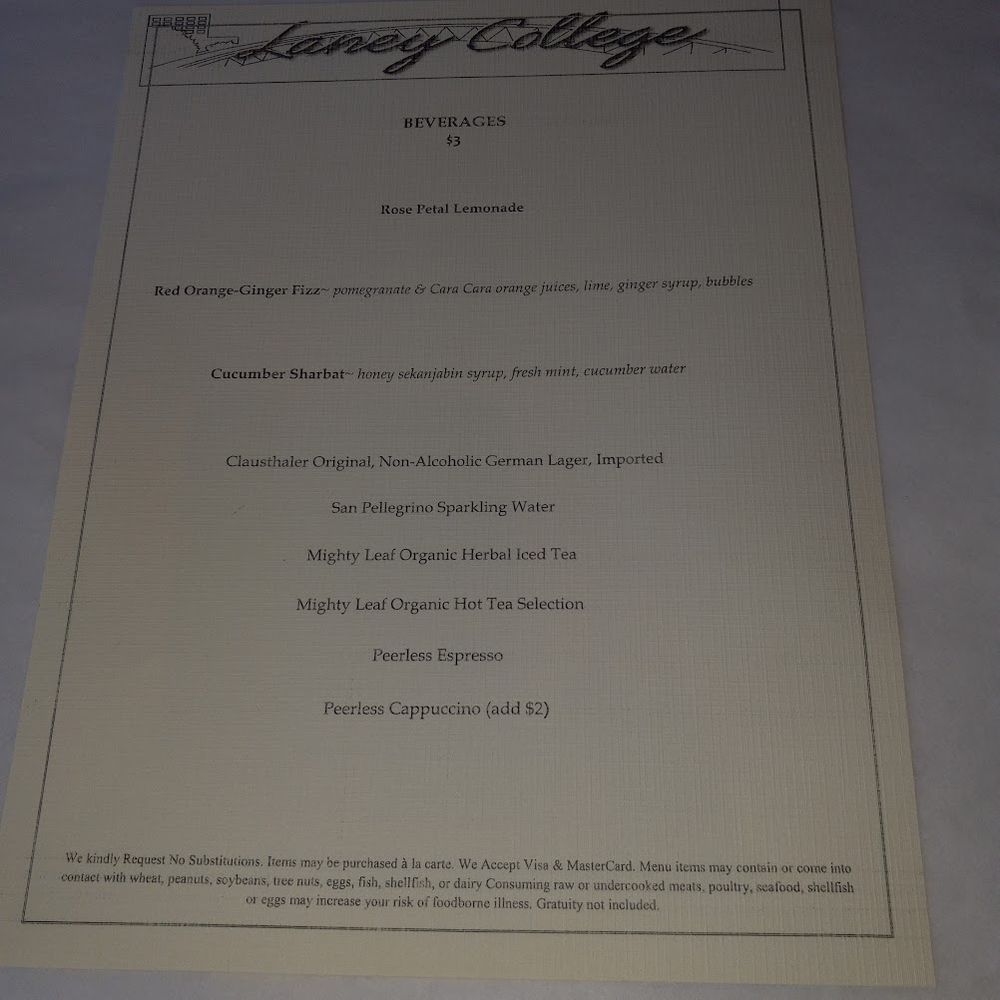 Laney College
BEVERAGES
$3
Rose Petal Lemonade
Red Orange-Ginger Fizz~ pomegranate & Cara Cara orange juices, lime, ginger syrup, bubbles
Cucumber Sharbat~ honey sekanjabin syrup, fresh mint, cucumber water
Clausthaler Original, Non-Alcoholic German Lager, Imported
San Pellegrino Sparkling Water
Mighty Leaf Organic Herbal Iced Tea
Mighty Leaf Organic Hot Tea Selection
Peerless Espresso
Peerless Cappuccino (add $2)
We kindly Request No Substitutions. Items may be purchased à la carte. We Accept Visa & MasterCard. Menu items may contain or come into
contact with wheat, peanuts, soybeans, tree nuts, eggs, fish, shellfish, or dairy Consuming raw or undercooked meats, poultry, seafood, shellfish
or eggs may increase your risk of foodborne illness. Gratuity not included.